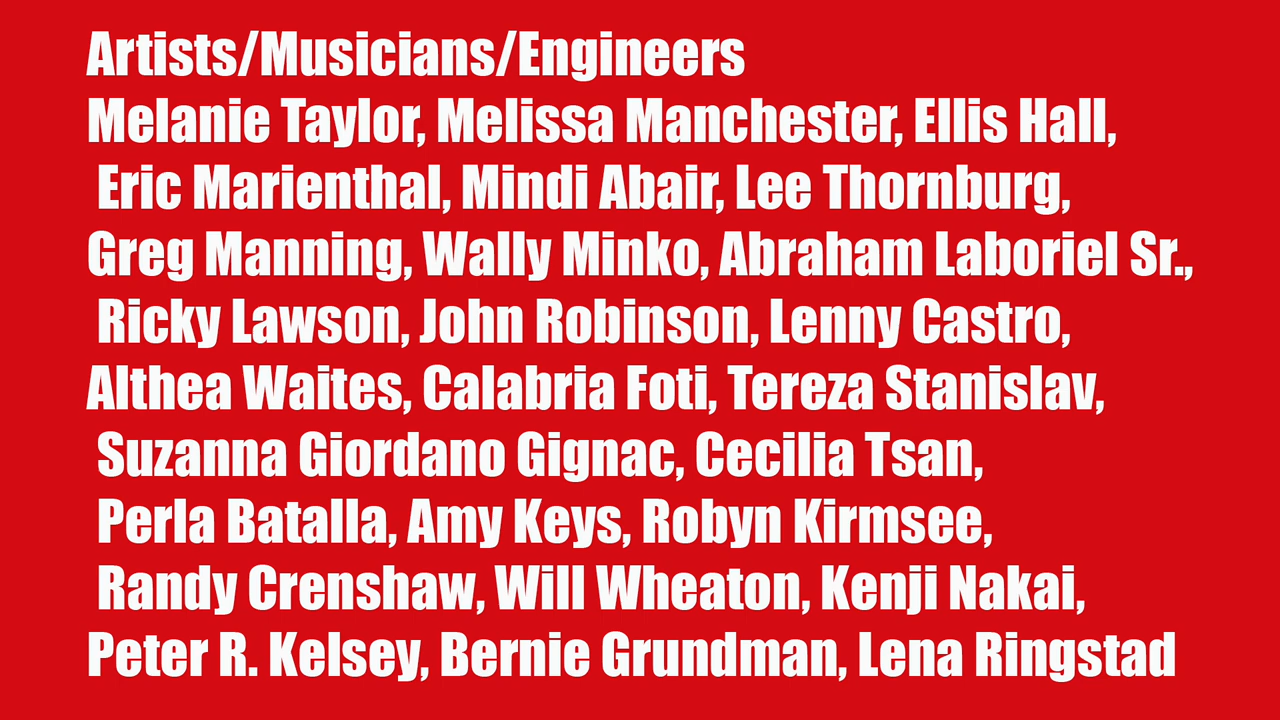 Artists/Musicians/Engineers
Melanie Taylor, Melissa Manchester, Ellis Hall,
Eric Marienthal, Mindi Abair, Lee Thornburg,
Greg Manning, Wally Minko, Abraham Laboriel Sr.,
Ricky Lawson, John Robinson, Lenny Castro,
Althea Waites, Calabria Foti, Tereza Stanislav,
Suzanna Giordano Gignac, Cecilia Tsan,
Perla Batalla, Amy Keys, Robyn Kirmsee,
Randy Crenshaw, Will Wheaton, Kenji Nakai,
Peter R. Kelsey, Bernie Grundman, Lena Ringstad